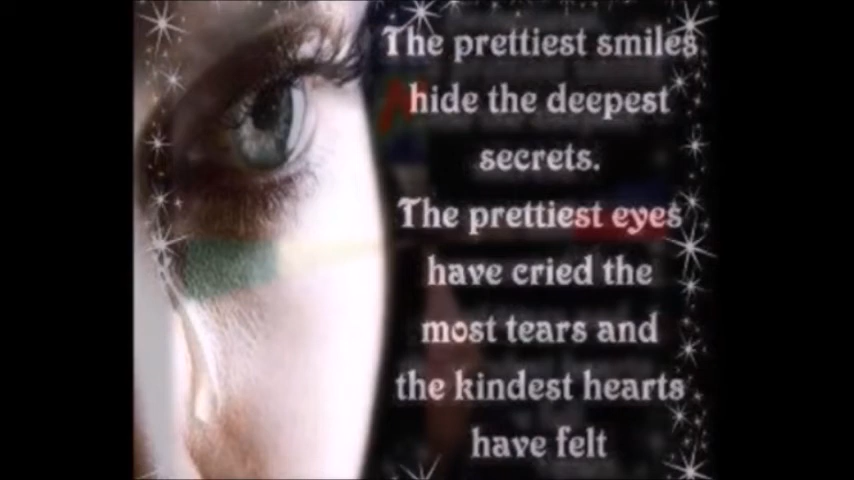 The prettiest smiles
hide the deepest
secrets.
The prettiest eyes
have cried the
most tears and
the kindest hearts
have felt